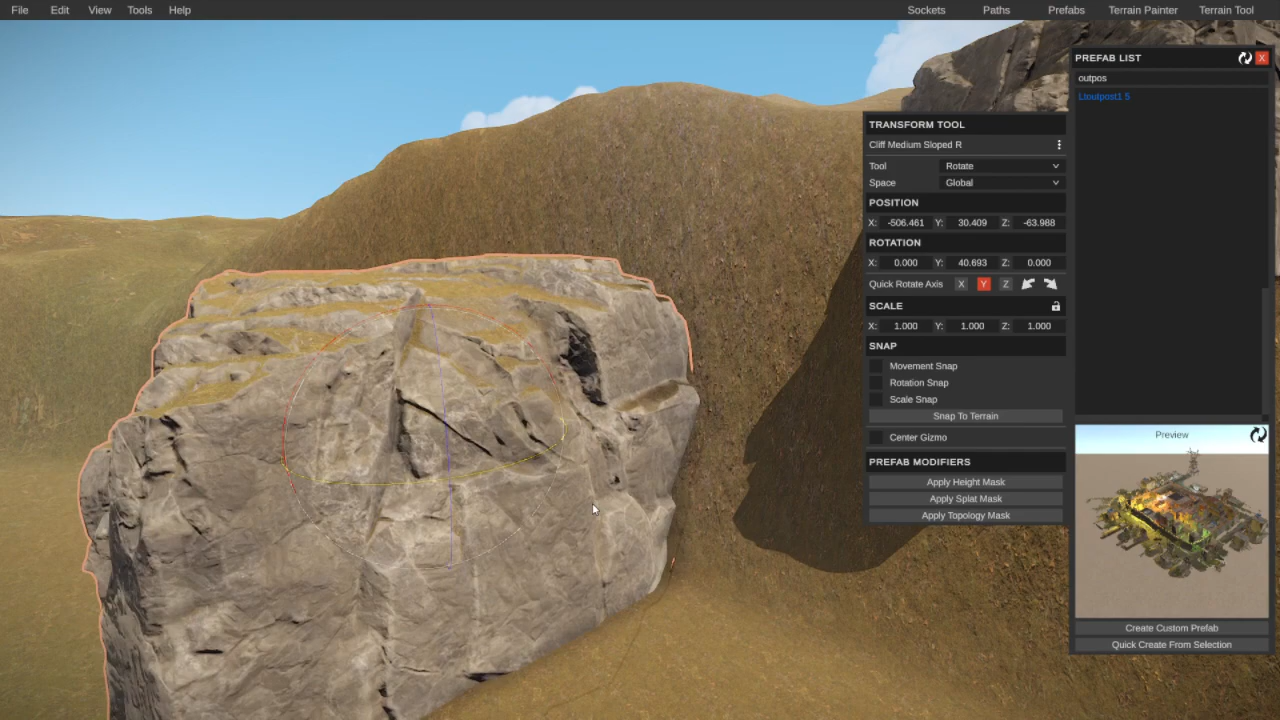 File Edit View Tools Help Sockets Paths Prefabs Terrain Painter Terrain Tool
PREFAB LIST X
outpos
Ltoutpost1 5
TRANSFORM TOOL
Cliff Medium Sloped R
Tool Rotate
Space Global
POSITION
X: -506.461 Y: 30.409 Z: -63.988
ROTATION
X: 0.000 Y: 40.693 Z: 0.000
Quick Rotate Axis X Y Z
SCALE
X: 1.000 Y: 1.000 Z: 1.000
SNAP
Movement Snap
Rotation Snap
Scale Snap
Snap To Terrain
Center Gizmo
PREFAB MODIFIERS
Apply Height Mask
Apply Splat Mask
Apply Topology Mask
Preview
Create Custom Prefab
Quick Create From Selection